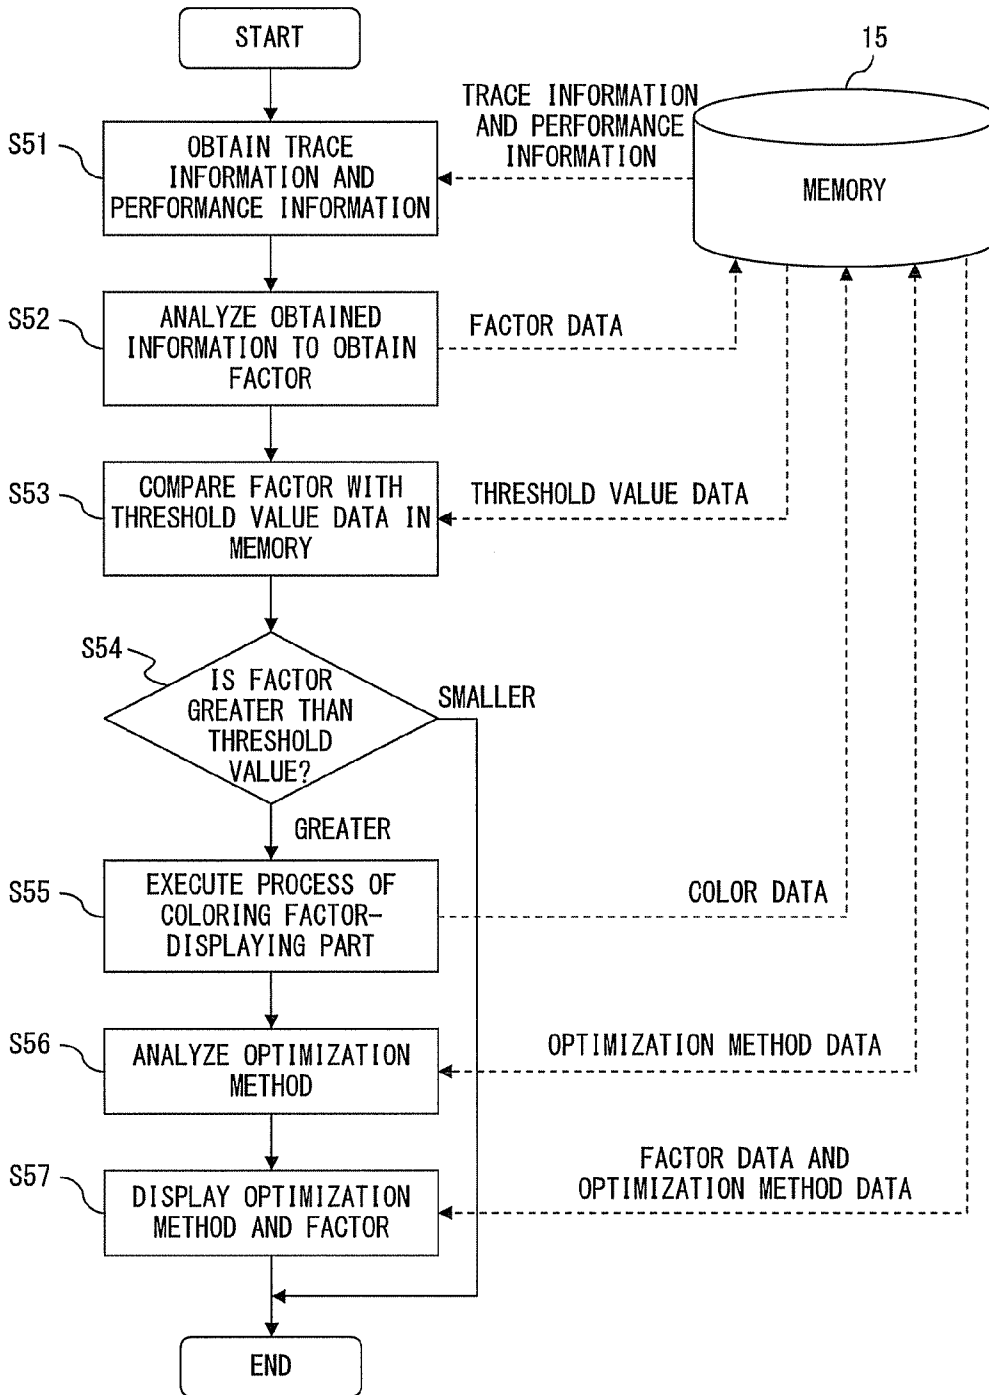 START
15
TRACE INFORMATION
AND PERFORMANCE
INFORMATION
S51
OBTAIN TRACE
INFORMATION AND
PERFORMANCE INFORMATION
MEMORY
S52
ANALYZE OBTAINED
INFORMATION TO OBTAIN
FACTOR
FACTOR DATA
S53
COMPARE FACTOR WITH
THRESHOLD VALUE DATA IN
MEMORY
THRESHOLD VALUE DATA
S54
IS FACTOR
GREATER THAN
THRESHOLD
VALUE?
SMALLER
GREATER
S55
EXECUTE PROCESS OF
COLORING FACTOR-
DISPLAYING PART
COLOR DATA
S56
ANALYZE OPTIMIZATION
METHOD
OPTIMIZATION METHOD DATA
S57
DISPLAY OPTIMIZATION
METHOD AND FACTOR
FACTOR DATA AND
OPTIMIZATION METHOD DATA
END